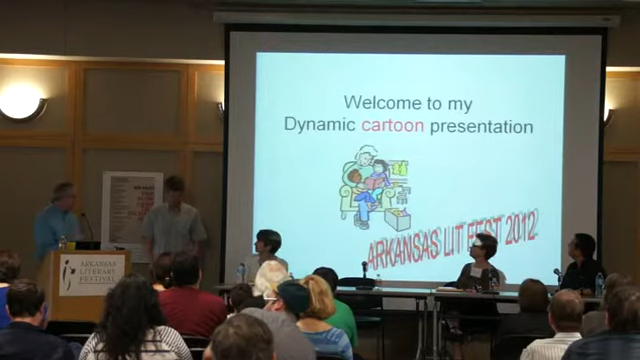 Welcome to my
Dynamic cartoon presentation
ARKANSAS LIT FEST 2012
ARKANSAS
LITERARY
FESTIVAL